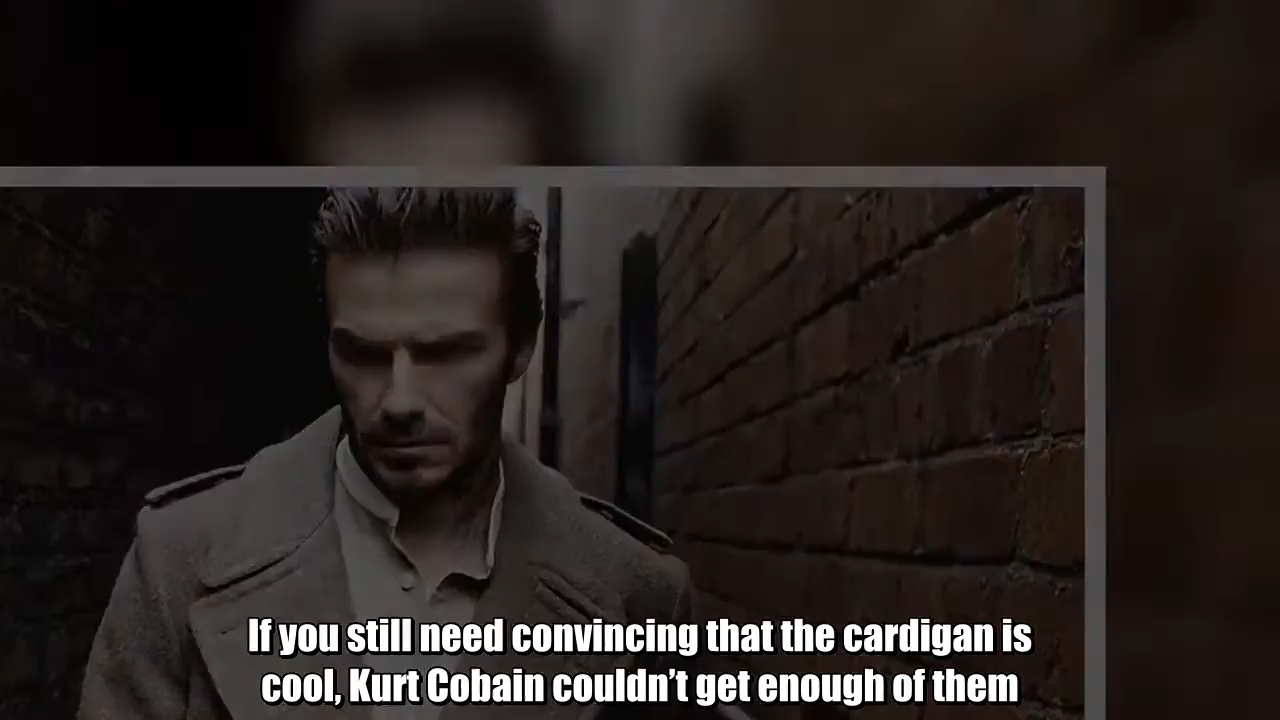 If you still need convincing that the cardigan is
cool, Kurt Cobain couldn’t get enough of them